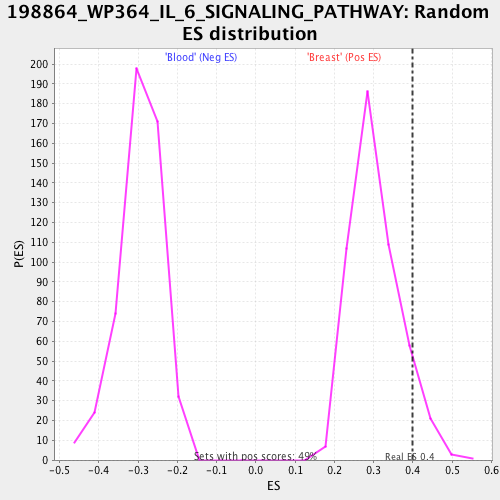 198864_WP364_IL_6_SIGNALING_PATHWAY: Random
ES distribution
'Blood' (Neg ES)
'Breast' (Pos ES)
200
190
180
170
160
150
140
130
120
110
100
90
80
70
60
50
40
30
20
10
0
P(ES)
Sets with pos scores: 49%
Real ES 0.4
-0.5 -0.4 -0.3 -0.2 -0.1 0.0 0.1 0.2 0.3 0.4 0.5 0.6
ES